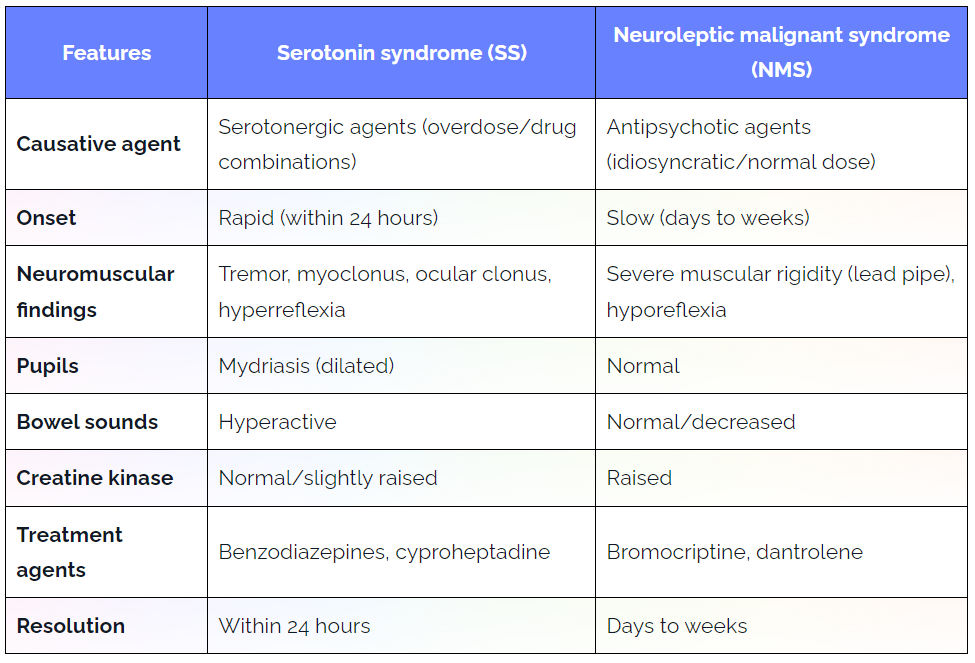 Features
Serotonin syndrome (SS)
Neuroleptic malignant syndrome
(NMS)
Causative agent
Serotonergic agents (overdose/drug
combinations)
Antipsychotic agents
(idiosyncratic/normal dose)
Onset
Rapid (within 24 hours)
Slow (days to weeks)
Neuromuscular
findings
Tremor, myoclonus, ocular clonus,
hyperreflexia
Severe muscular rigidity (lead pipe),
hyporeflexia
Pupils
Mydriasis (dilated)
Normal
Bowel sounds
Hyperactive
Normal/decreased
Creatine kinase
Normal/slightly raised
Raised
Treatment
agents
Benzodiazepines, cyproheptadine
Bromocriptine, dantrolene
Resolution
Within 24 hours
Days to weeks